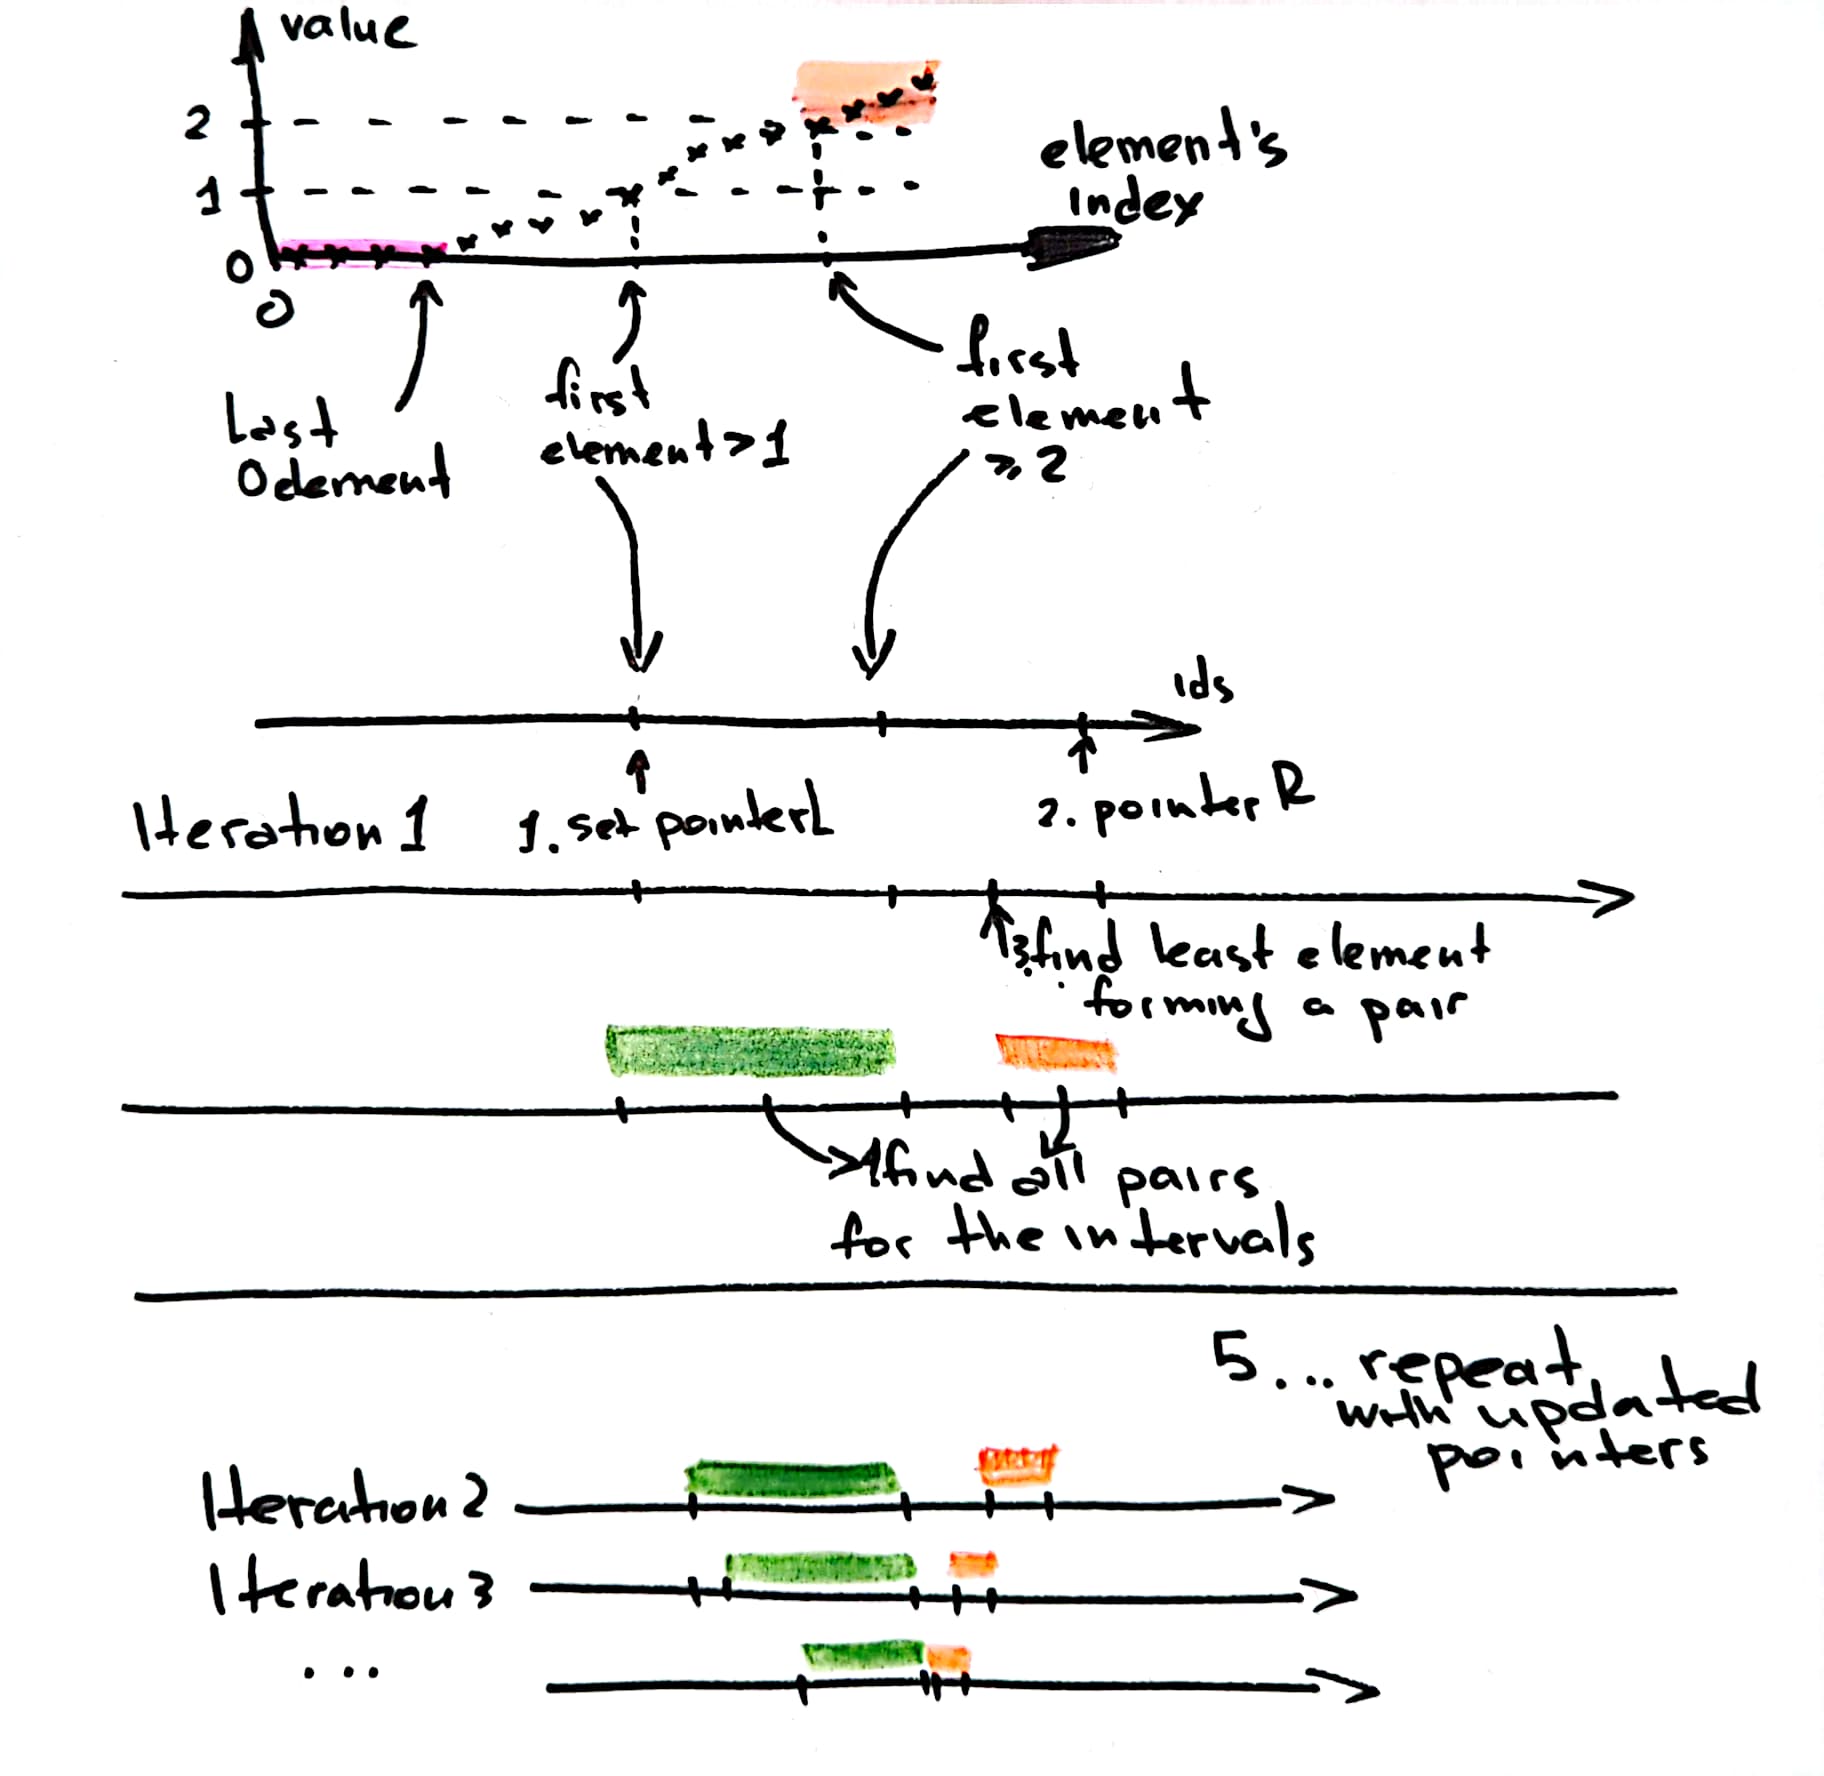 value
2
1
0
0
element's
index
Last
0 element
first
element > 1
first
element
≥ 2
ids
Iteration 1
1. set pointer L
2. pointer R
3. find least element
forming a pair
4 find all pairs
for the intervals
5... repeat
with updated
pointers
Iteration 2
Iteration 3
...